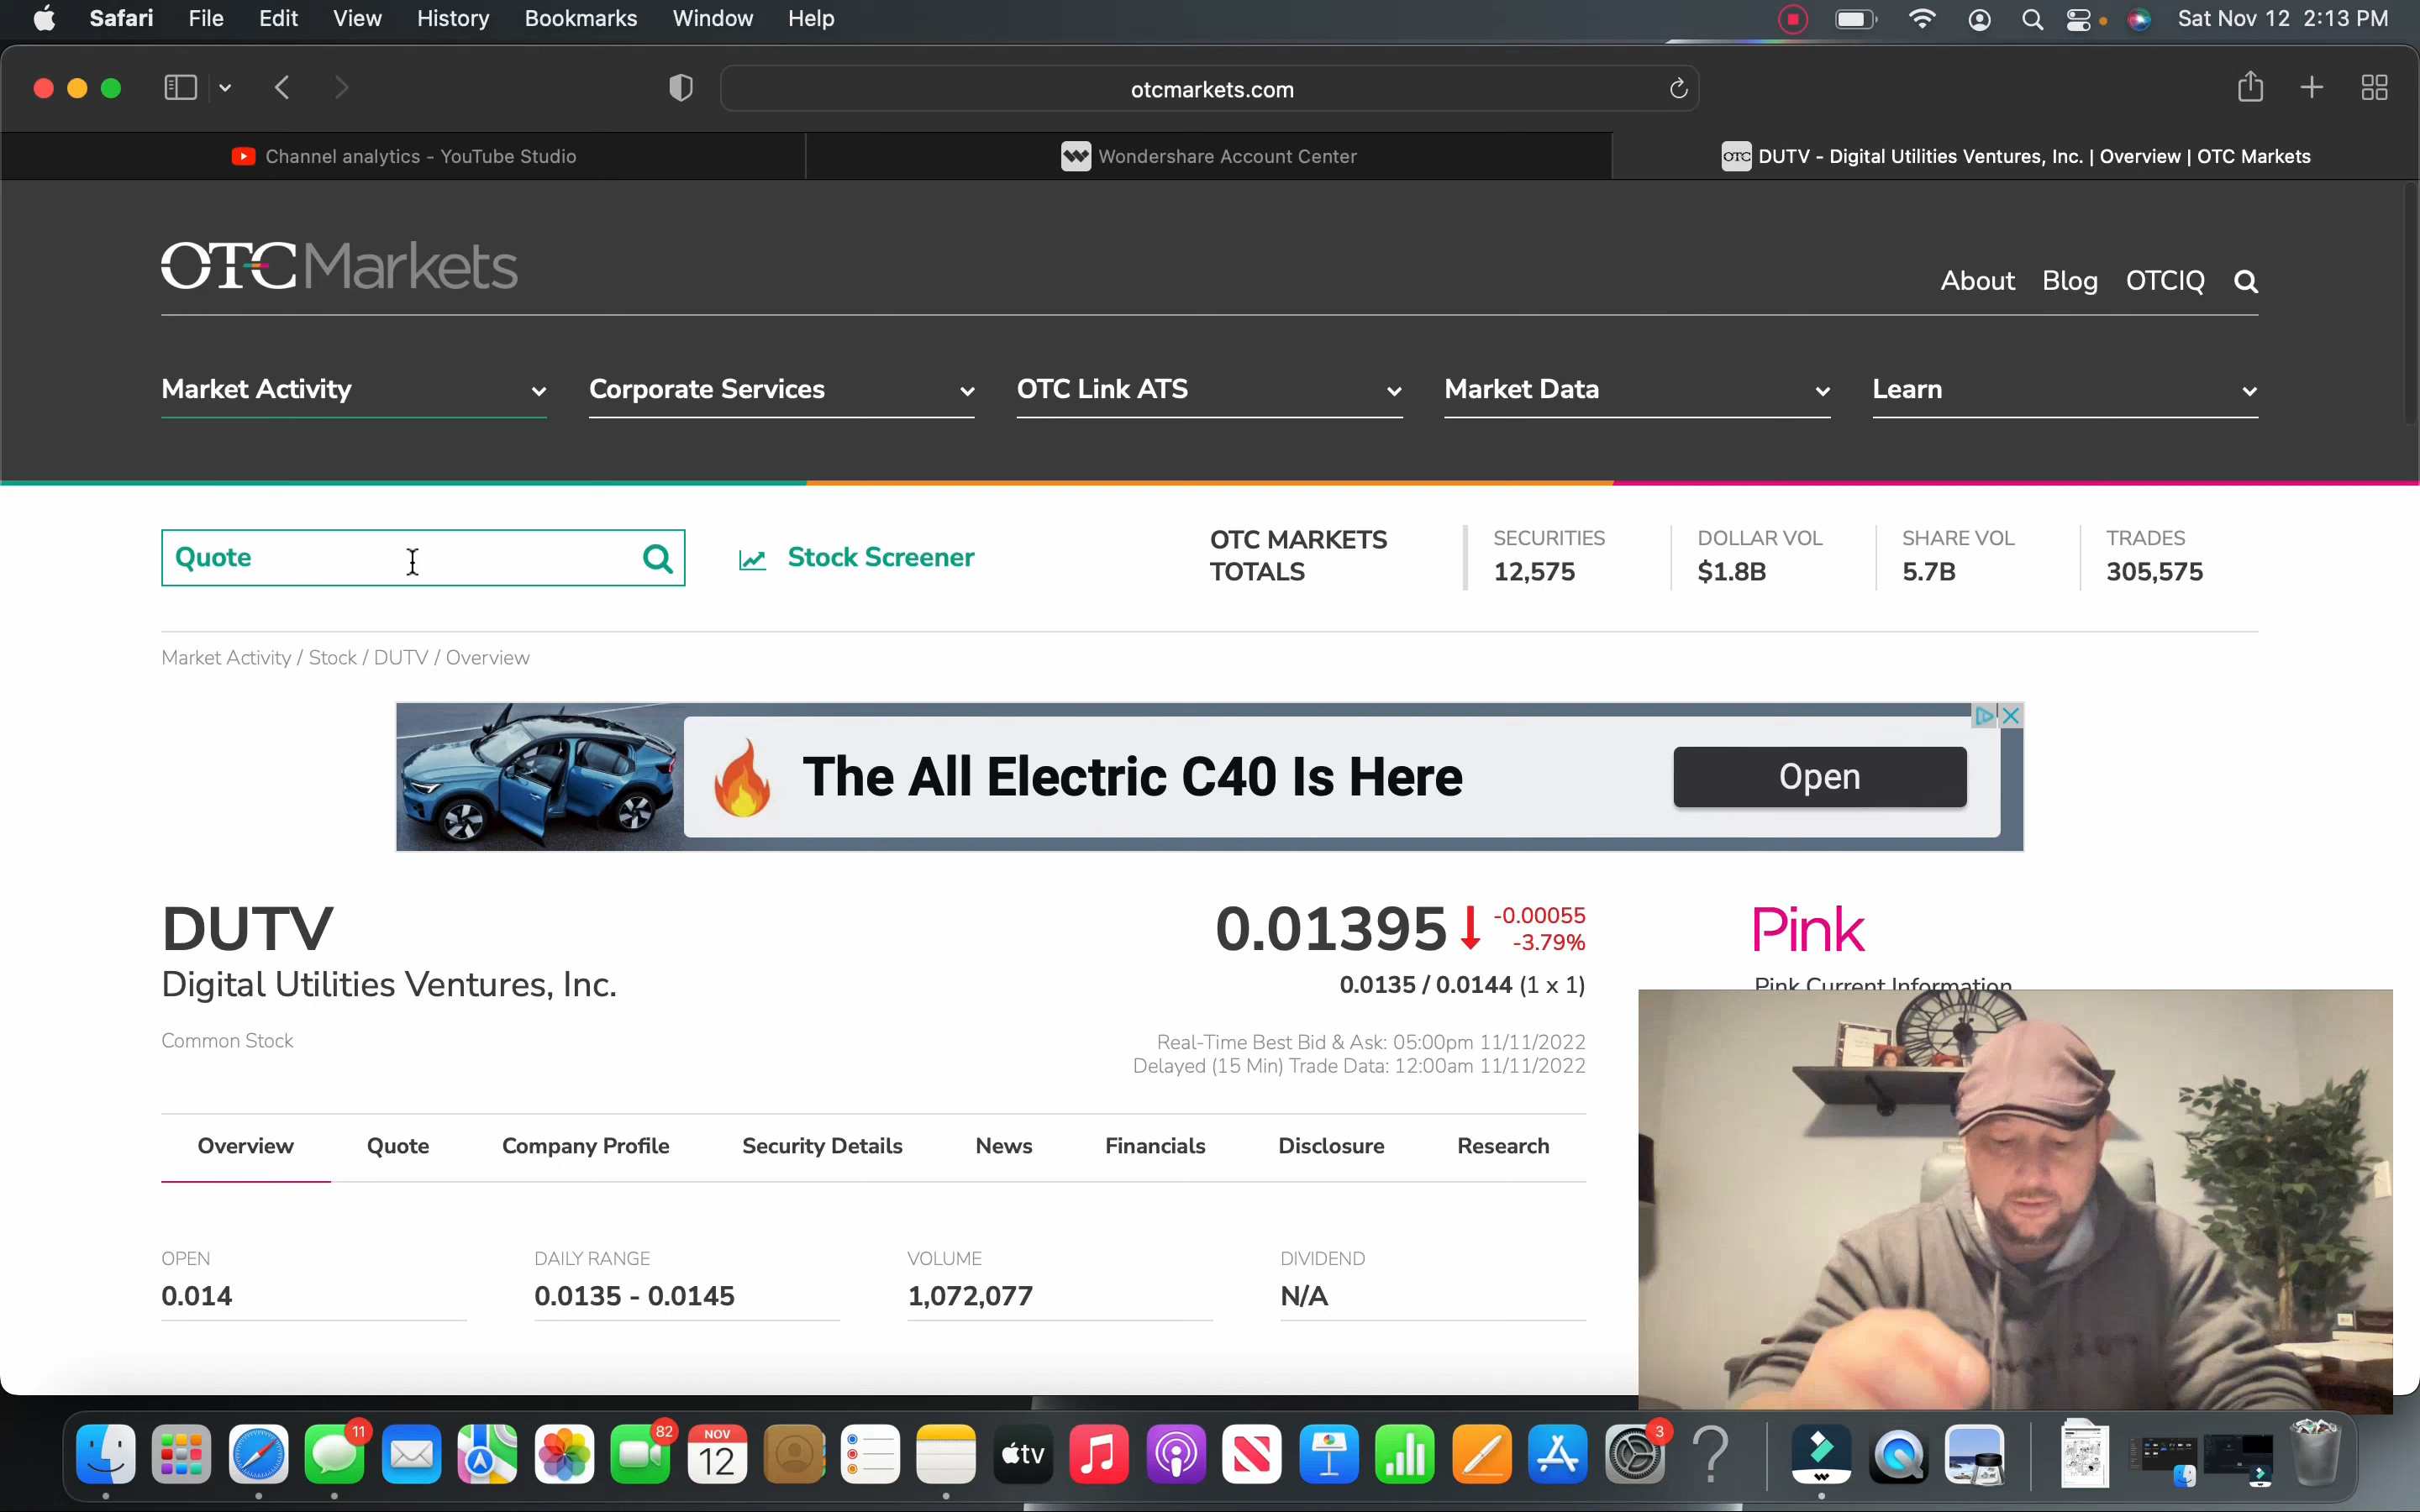 Safari File Edit View History Bookmarks Window Help Sat Nov 12 2:13 PM
otcmarkets.com
Channel analytics - YouTube Studio
Wondershare Account Center
OTC DUTV - Digital Utilities Ventures, Inc. | Overview | OTC Markets
OTC Markets
About Blog OTCIQ
Market Activity Corporate Services OTC Link ATS Market Data Learn
Quote
Stock Screener
OTC MARKETS
TOTALS
SECURITIES
12,575
DOLLAR VOL
$1.8B
SHARE VOL
5.7B
TRADES
305,575
Market Activity / Stock / DUTV / Overview
The All Electric C40 Is Here
Open
DUTV
Digital Utilities Ventures, Inc.
Common Stock
0.01395
-0.00055
-3.79%
0.0135 / 0.0144 (1 x 1)
Real-Time Best Bid & Ask: 05:00pm 11/11/2022
Delayed (15 Min) Trade Data: 12:00am 11/11/2022
Pink
Pink Current Information
Overview Quote Company Profile Security Details News Financials Disclosure Research
OPEN
0.014
DAILY RANGE
0.0135 - 0.0145
VOLUME
1,072,077
DIVIDEND
N/A
11
82
NOV
12
tv
3
?